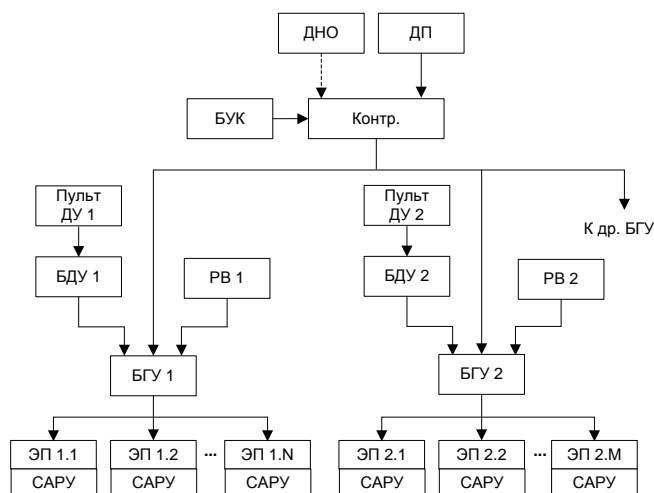 ДНО
ДП
БУК
Контр.
Пульт
ДУ 1
Пульт
ДУ 2
К др. БГУ
БДУ 1
РВ 1
БДУ 2
РВ 2
БГУ 1
БГУ 2
ЭП 1.1
ЭП 1.2
...
ЭП 1.N
ЭП 2.1
ЭП 2.2
...
ЭП 2.M
САРУ
САРУ
САРУ
САРУ
САРУ
САРУ